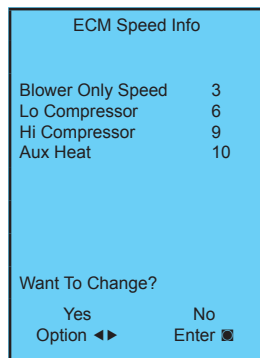 ECM Speed Info
Blower Only Speed 3
Lo Compressor 6
Hi Compressor 9
Aux Heat 10
Want To Change?
Yes No
Option ◄► Enter ◙